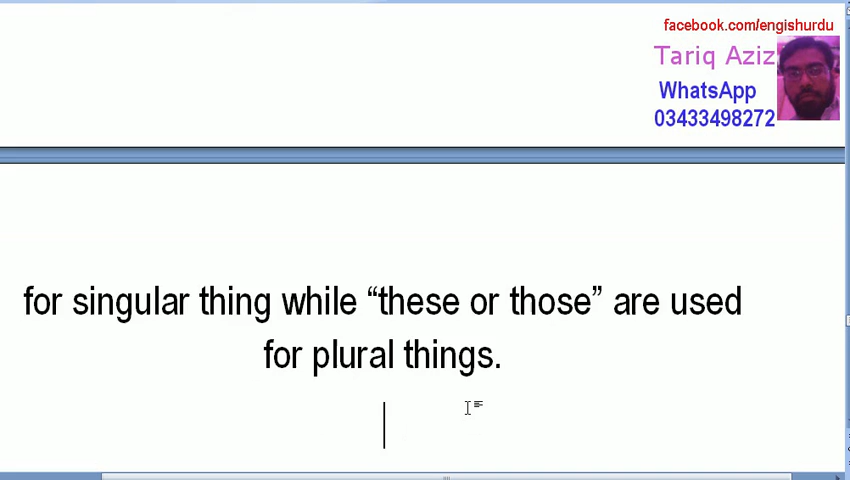 facebook.com/engishurdu
Tariq Aziz
WhatsApp
03433498272
for singular thing while “these or those” are used
for plural things.